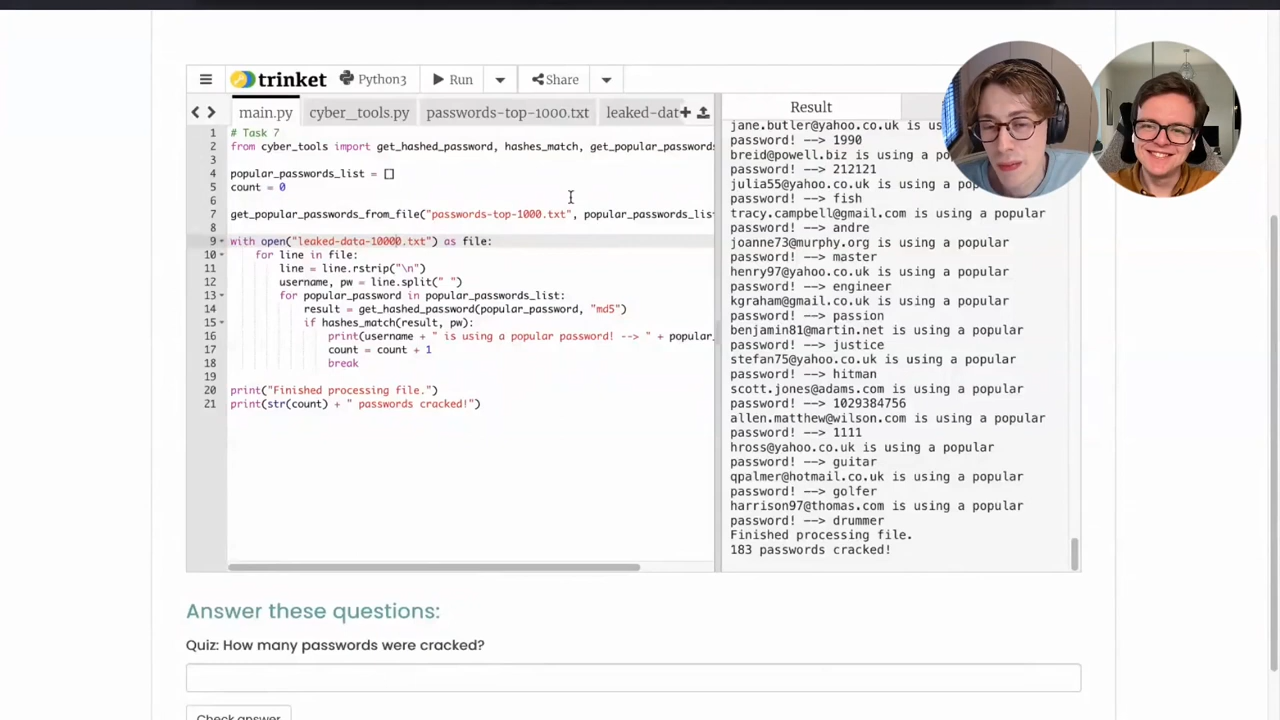 trinket
Python3
Run
Share
main.py
cyber_tools.py
passwords-top-1000.txt
leaked-dat
Result
1 # Task 7
2 from cyber_tools import get_hashed_password, hashes_match, get_popular_passwords
3
4 popular_passwords_list = []
5 count = 0
6
7 get_popular_passwords_from_file("passwords-top-1000.txt", popular_passwords_list
8
9 with open("leaked-data-10000.txt") as file:
10 for line in file:
11 line = line.rstrip("\n")
12 username, pw = line.split(" ")
13 for popular_password in popular_passwords_list:
14 result = get_hashed_password(popular_password, "md5")
15 if hashes_match(result, pw):
16 print(username + " is using a popular password! --> " + popular
17 count = count + 1
18 break
19
20 print("Finished processing file.")
21 print(str(count) + " passwords cracked!")
jane.butler@yahoo.co.uk is us
password! --> 1990
breid@powell.biz is using a po
password! --> 212121
julia55@yahoo.co.uk is using a
password! --> fish
tracy.campbell@gmail.com is using a popular
password! --> andre
joanne73@murphy.org is using a popular
password! --> master
henry97@yahoo.co.uk is using a popular
password! --> engineer
kgraham@gmail.co.uk is using a popular
password! --> passion
benjamin81@martin.net is using a popular
password! --> justice
stefan75@yahoo.co.uk is using a popular
password! --> hitman
scott.jones@adams.com is using a popular
password! --> 1029384756
allen.matthew@wilson.com is using a popular
password! --> 1111
hross@yahoo.co.uk is using a popular
password! --> guitar
qpalmer@hotmail.co.uk is using a popular
password! --> golfer
harrison97@thomas.com is using a popular
password! --> drummer
Finished processing file.
183 passwords cracked!
Answer these questions:
Quiz: How many passwords were cracked?
Check answer